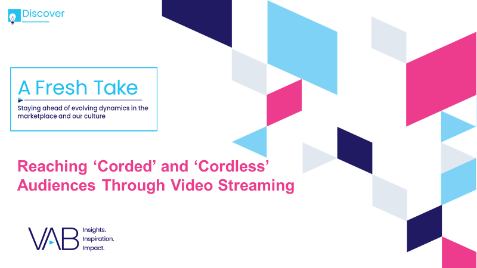 Discover
A Fresh Take
Staying ahead of evolving dynamics in the
marketplace and our culture
Reaching ‘Corded’ and ‘Cordless’
Audiences Through Video Streaming
VAB
Insights.
Inspiration.
Impact.